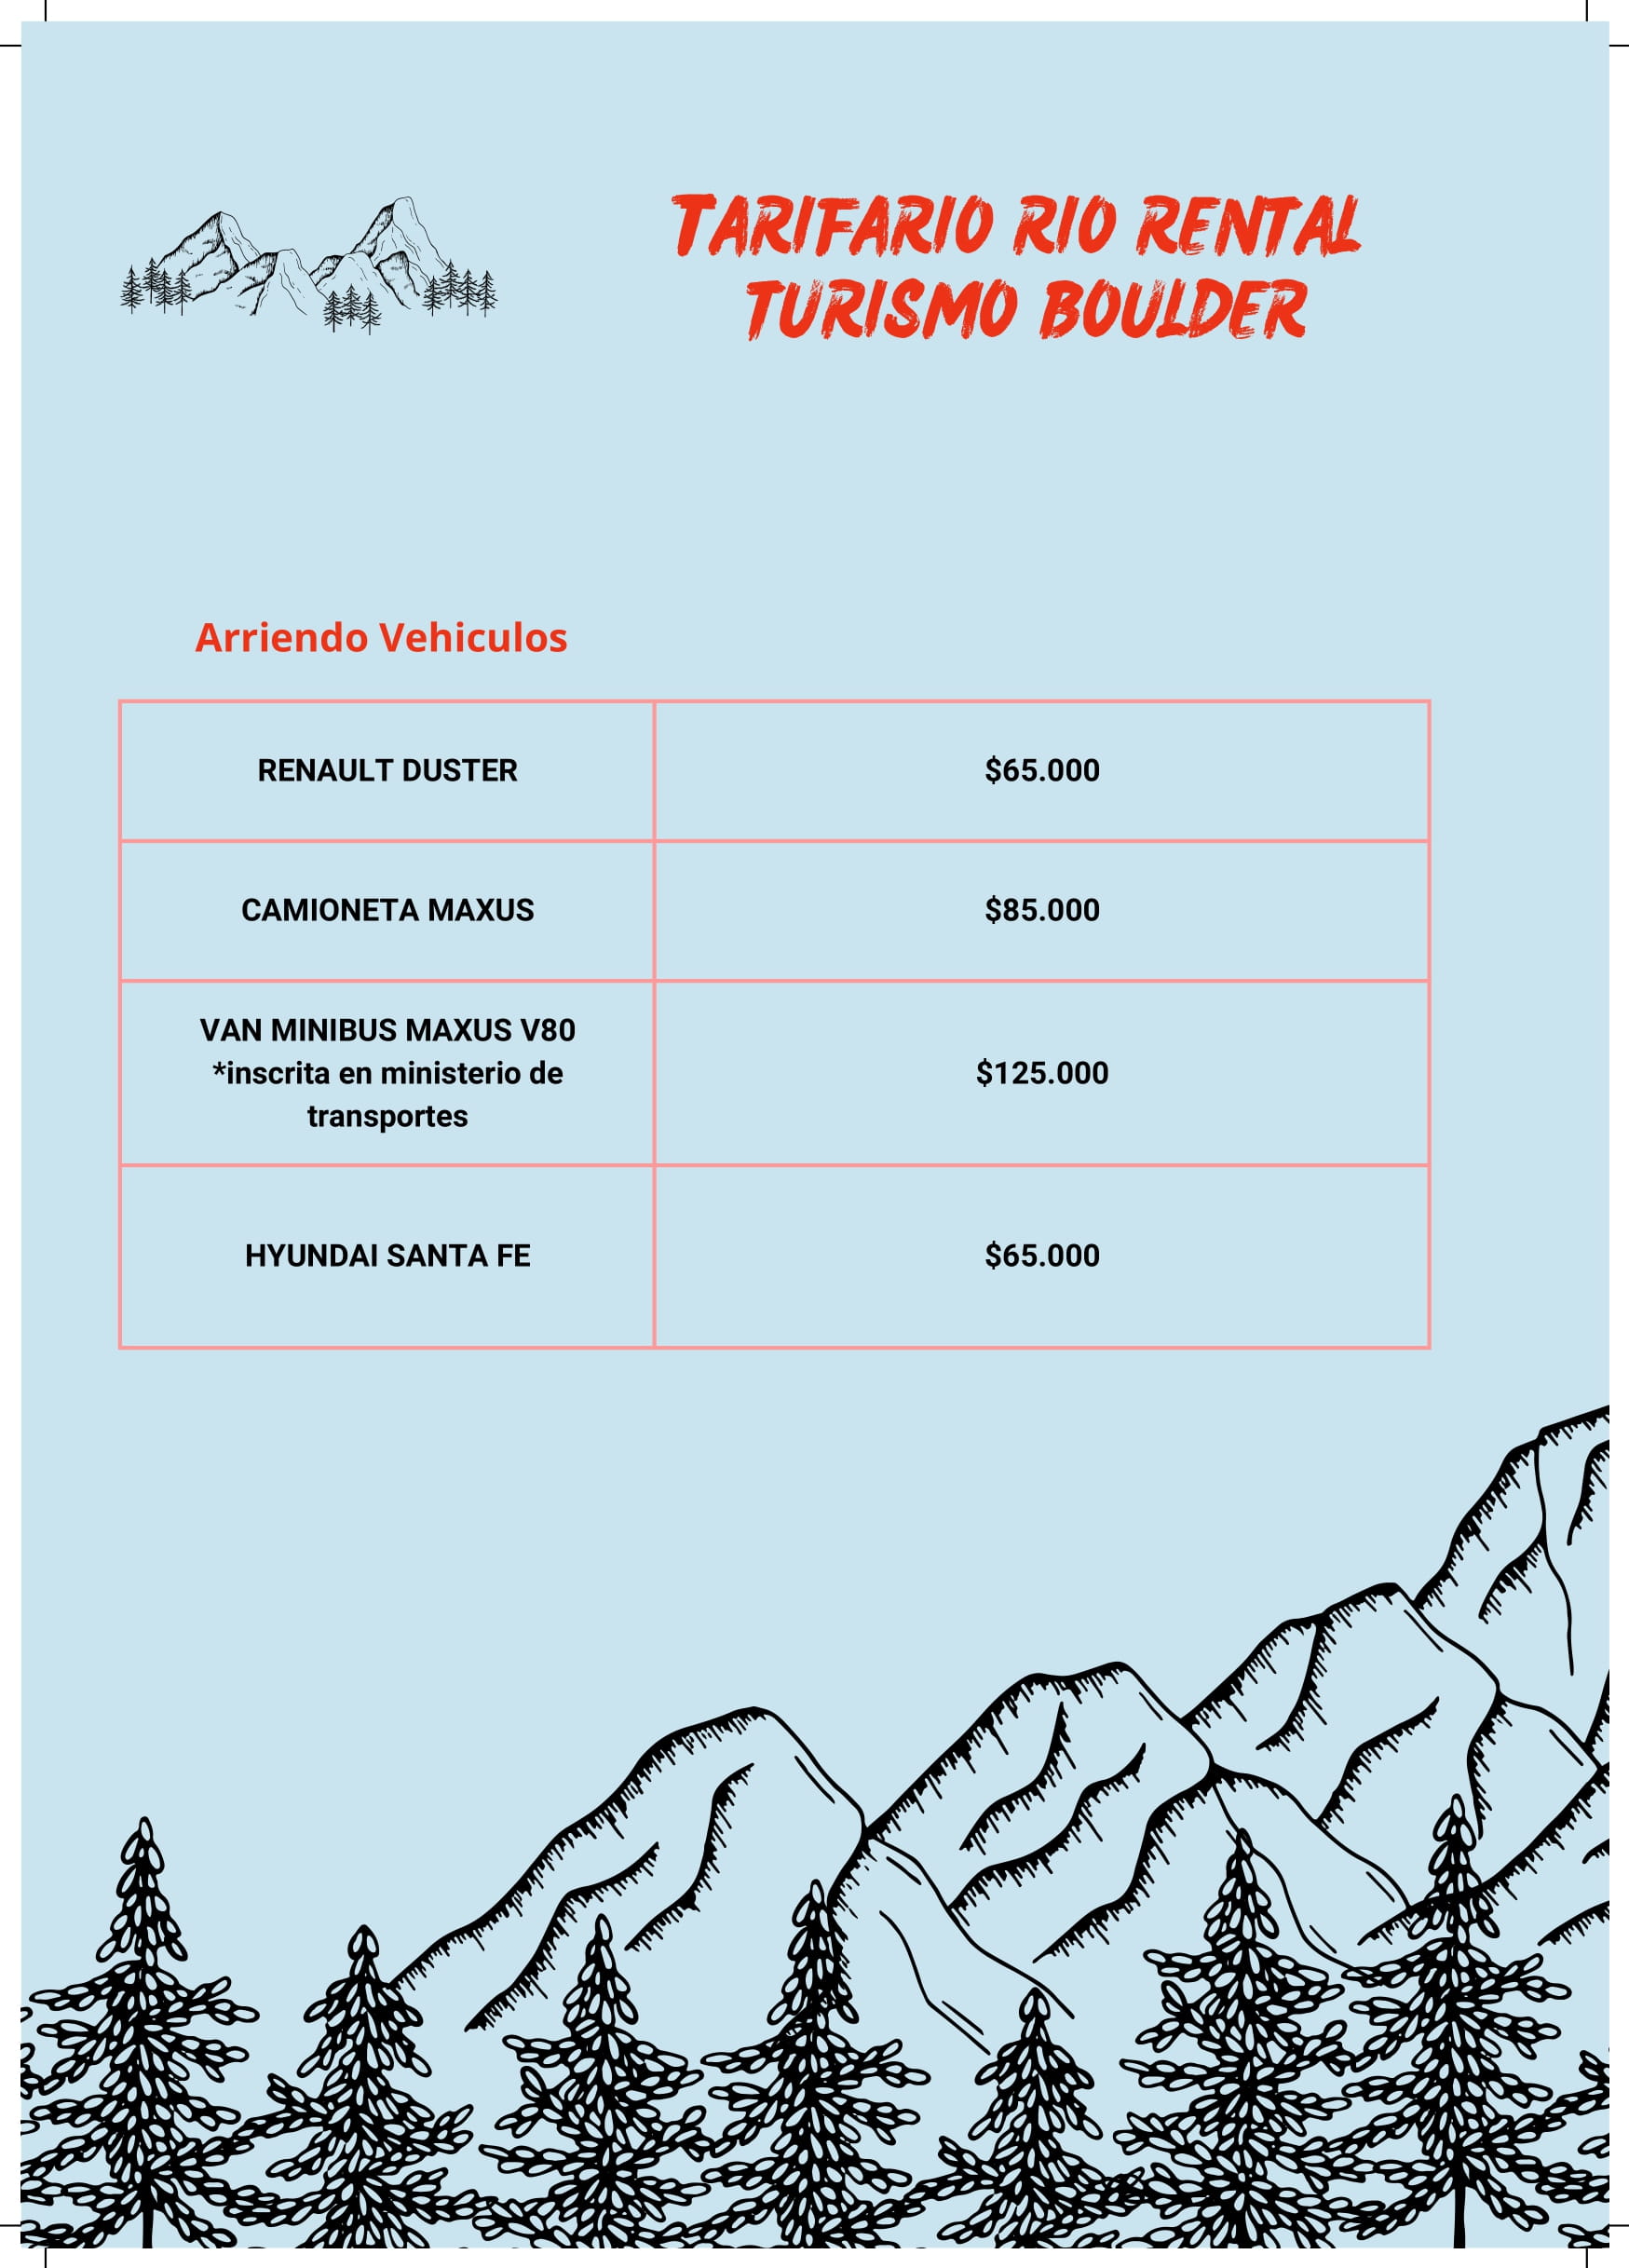 TARIFARIO RIO RENTAL
TURISMO BOULDER
Arriendo Vehiculos
RENAULT DUSTER
$65.000
CAMIONETA MAXUS
$85.000
VAN MINIBUS MAXUS V80
*inscrita en ministerio de
transportes
$125.000
HYUNDAI SANTA FE
$65.000